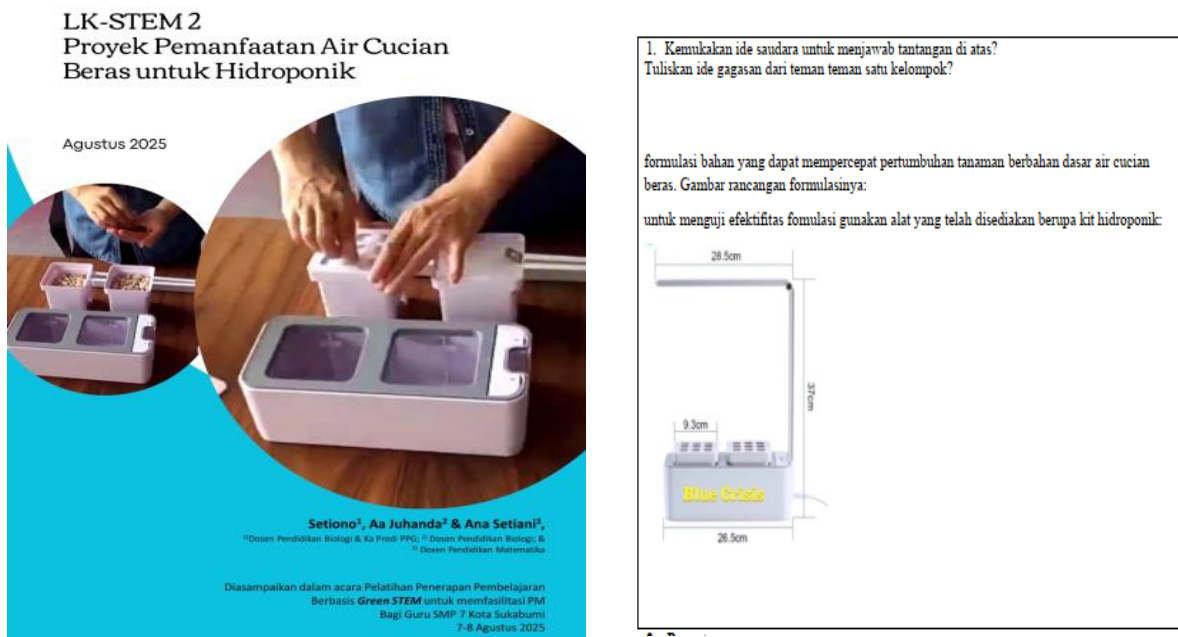 LK-STEM 2
Proyek Pemanfaatan Air Cucian
Beras untuk Hidroponik
Agustus 2025
Setiono¹, Aa Juhanda² & Ana Setiani³,
¹⁾Dosen Pendidikan Biologi & Ka Prodi PPG; ²⁾ Dosen Pendidikan Biologi; &
³⁾ Dosen Pendidikan Matematika
Diasampaikan dalam acara Pelatihan Penerapan Pembelajaran
Berbasis Green STEM untuk memfasilitasi PM
Bagi Guru SMP 7 Kota Sukabumi
7-8 Agustus 2025
1. Kemukakan ide saudara untuk menjawab tantangan di atas?
Tuliskan ide gagasan dari teman teman satu kelompok?
formulasi bahan yang dapat mempercepat pertumbuhan tanaman berbahan dasar air cucian
beras. Gambar rancangan formulasinya:
untuk menguji efektifitas fomulasi gunakan alat yang telah disediakan berupa kit hidroponik:
28.5cm
37cm
9.3cm
Blue Crisis
26.5cm